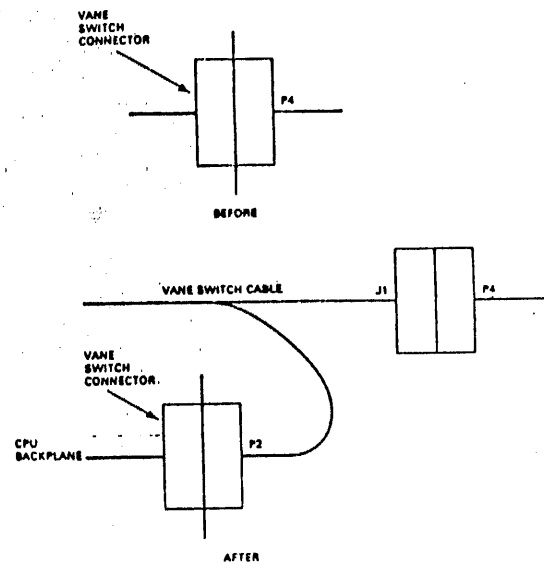 VANE
SWITCH
CONNECTOR
P4
BEFORE
VANE SWITCH CABLE
J1
P4
VANE
SWITCH
CONNECTOR
CPU
BACKPLANE
P2
AFTER